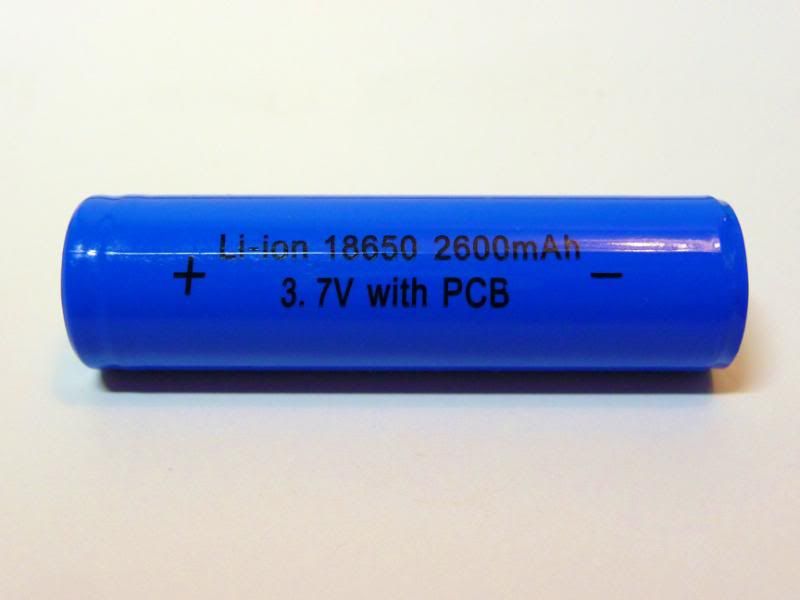 Li-ion 18650 2600mAh
+ -
3.7V with PCB